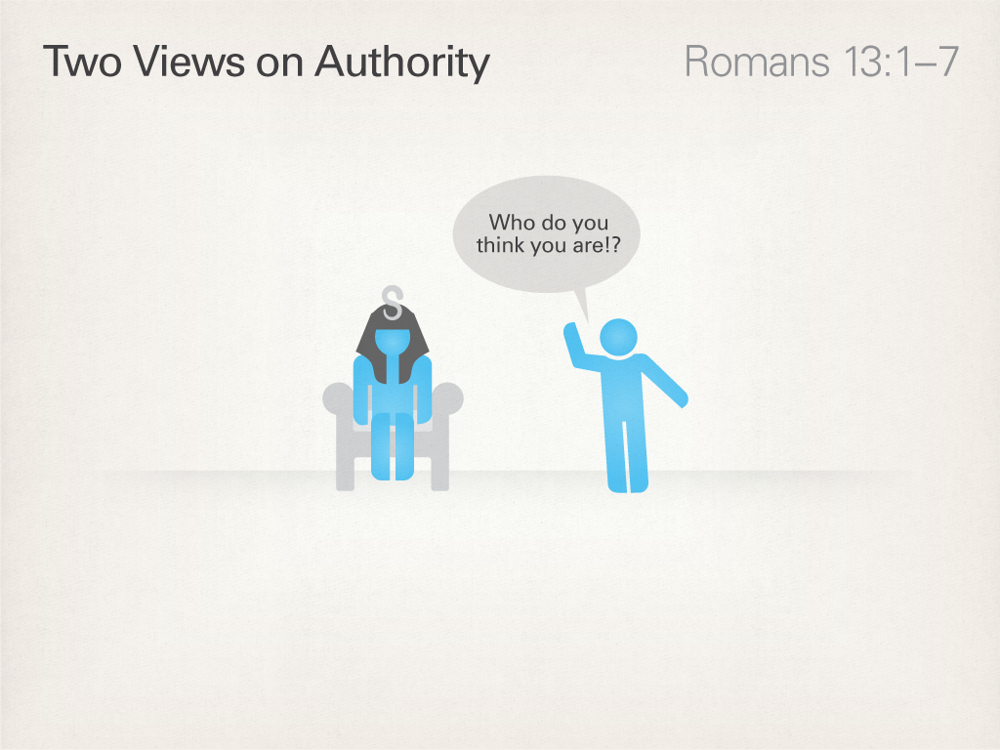 Two Views on Authority
Romans 13:1–7
Who do you
think you are!?